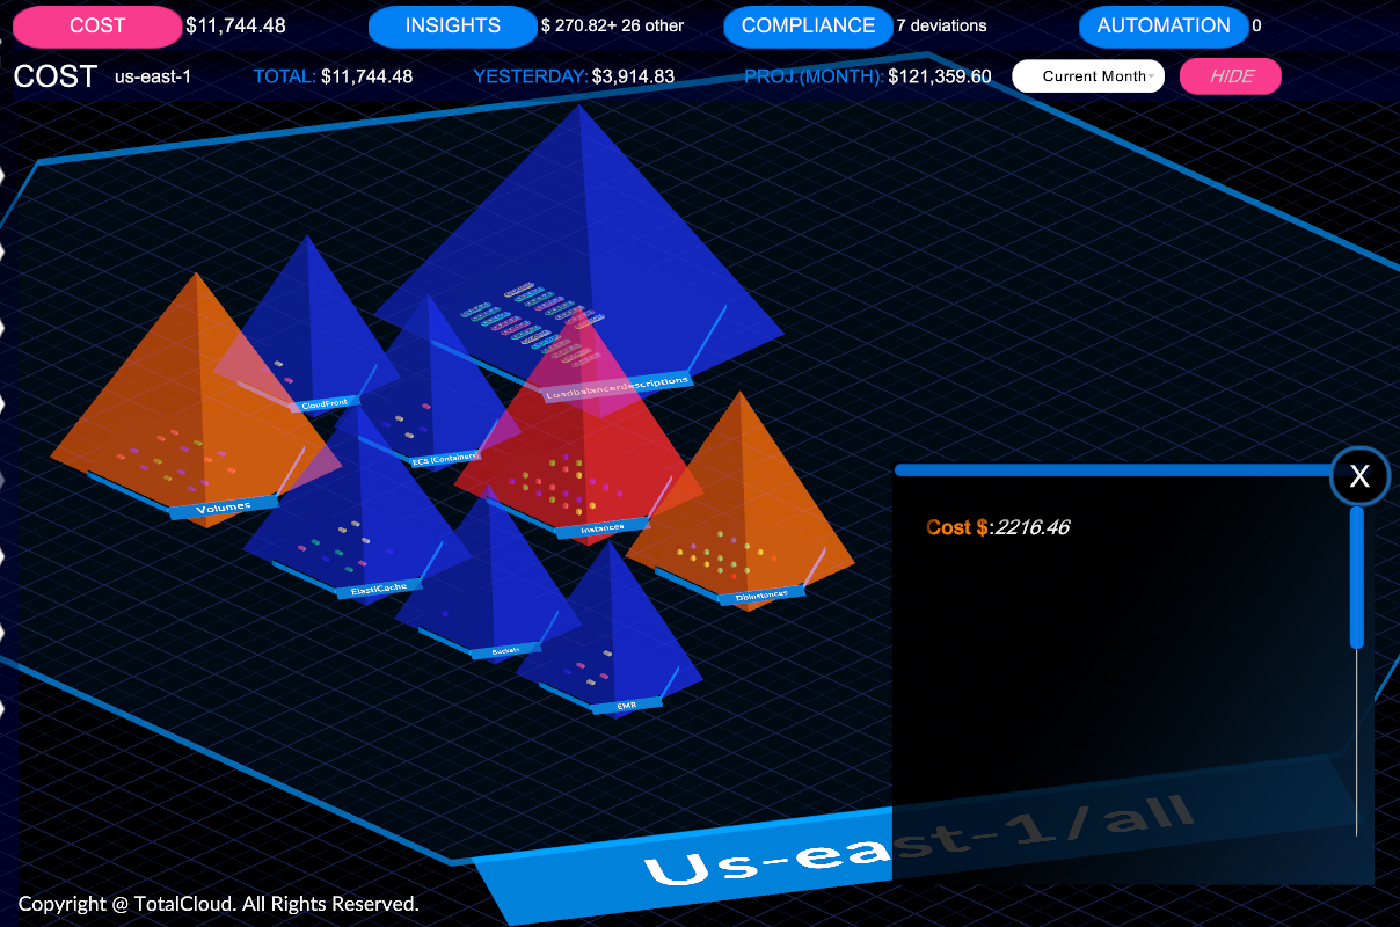 COST $11,744.48 INSIGHTS $ 270.82+ 26 other COMPLIANCE 7 deviations AUTOMATION 0
COST us-east-1 TOTAL: $11,744.48 YESTERDAY: $3,914.83 PROJ.(MONTH): $121,359.60 Current Month HIDE
Loadbalancerdescriptions
CloudFront
ECS (Container)
Volumes
Instances
ElastiCache
Dbinstances
Buckets
EMR
X
Cost $:2216.46
Us-east-1/all
Copyright @ TotalCloud. All Rights Reserved.